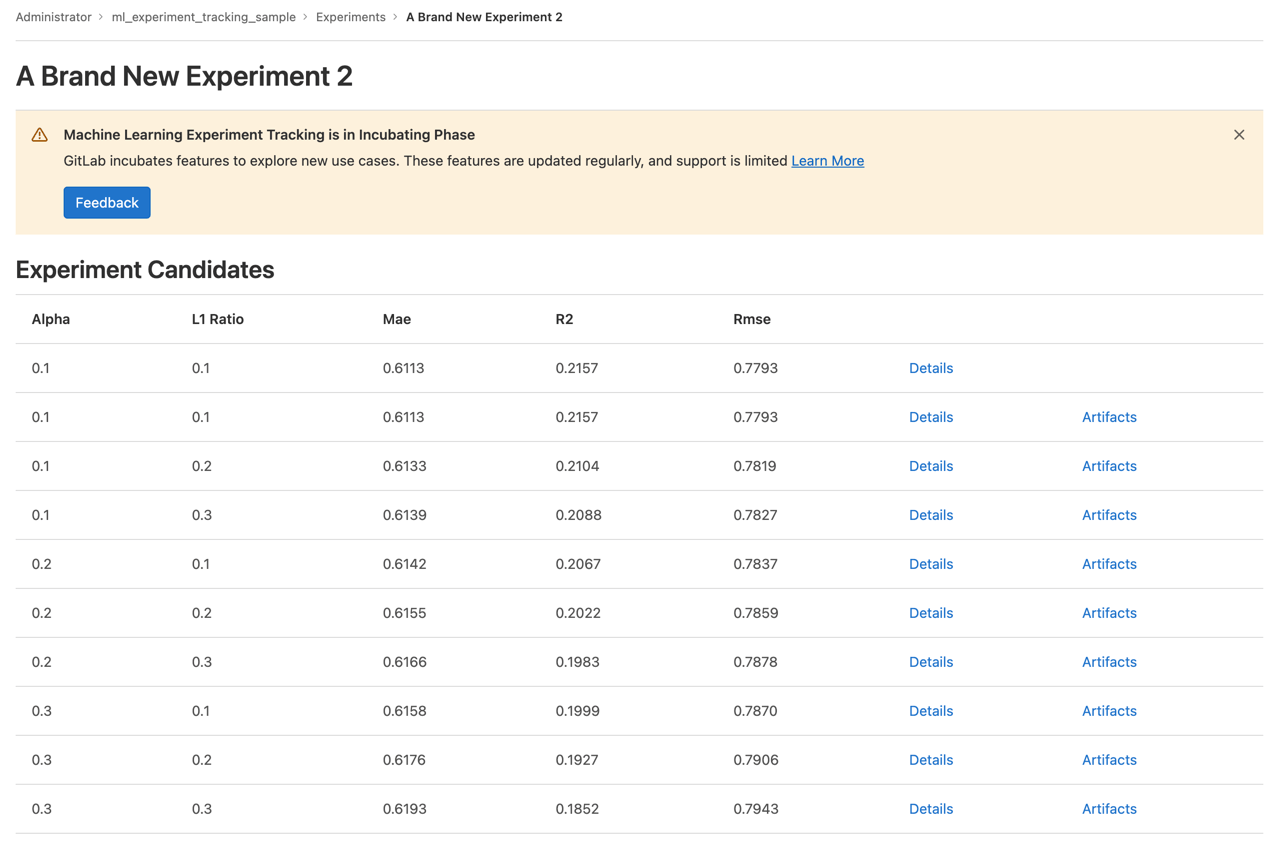 Administrator > ml_experiment_tracking_sample > Experiments > A Brand New Experiment 2
A Brand New Experiment 2
Machine Learning Experiment Tracking is in Incubating Phase
GitLab incubates features to explore new use cases. These features are updated regularly, and support is limited Learn More
Feedback
Experiment Candidates
Alpha L1 Ratio Mae R2 Rmse
0.1 0.1 0.6113 0.2157 0.7793 Details
0.1 0.1 0.6113 0.2157 0.7793 Details Artifacts
0.1 0.2 0.6133 0.2104 0.7819 Details Artifacts
0.1 0.3 0.6139 0.2088 0.7827 Details Artifacts
0.2 0.1 0.6142 0.2067 0.7837 Details Artifacts
0.2 0.2 0.6155 0.2022 0.7859 Details Artifacts
0.2 0.3 0.6166 0.1983 0.7878 Details Artifacts
0.3 0.1 0.6158 0.1999 0.7870 Details Artifacts
0.3 0.2 0.6176 0.1927 0.7906 Details Artifacts
0.3 0.3 0.6193 0.1852 0.7943 Details Artifacts